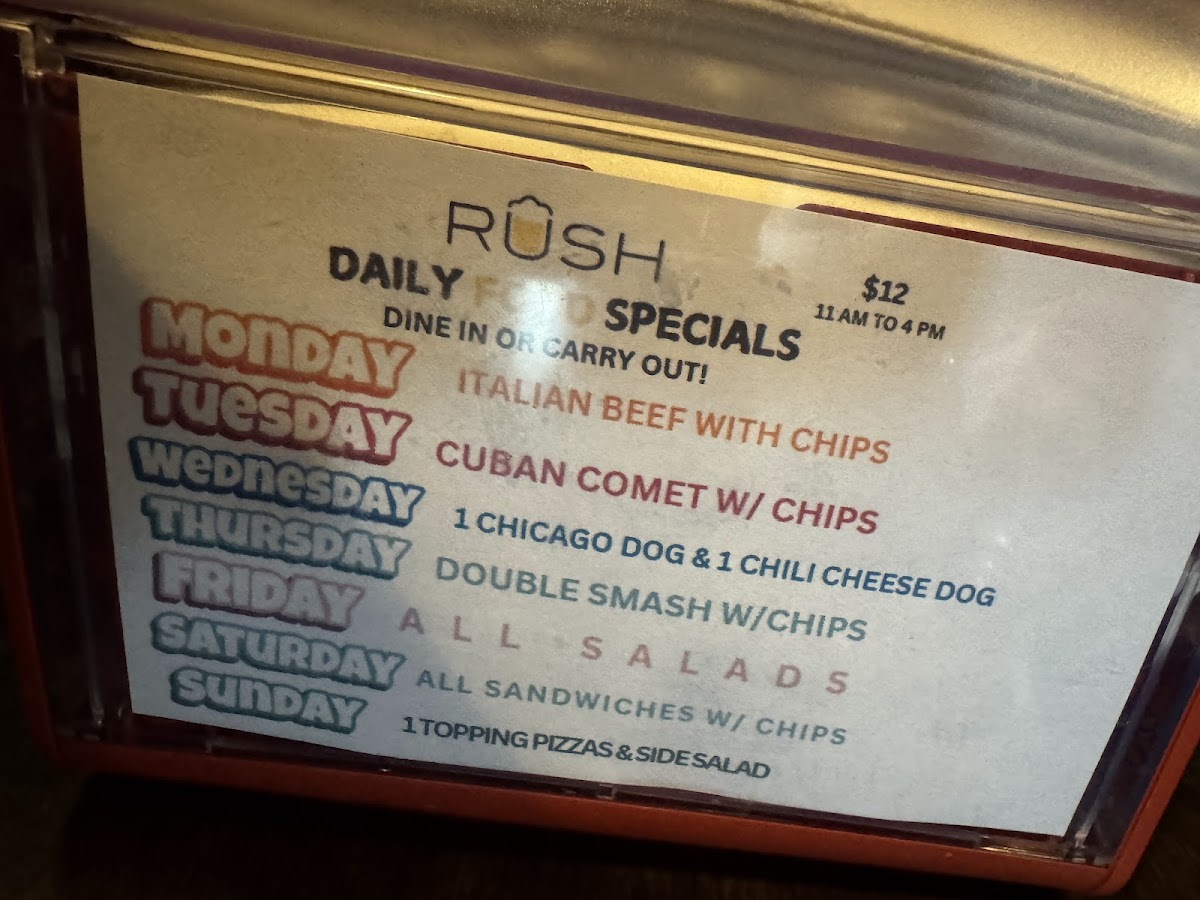 RUSH
DAILY FOOD SPECIALS
DINE IN OR CARRY OUT!
$12
11 AM TO 4 PM
MONDAY ITALIAN BEEF WITH CHIPS
TUESDAY CUBAN COMET W/ CHIPS
WEDNESDAY 1 CHICAGO DOG & 1 CHILI CHEESE DOG
THURSDAY DOUBLE SMASH W/CHIPS
FRIDAY ALL SALADS
SATURDAY ALL SANDWICHES W/ CHIPS
SUNDAY 1 TOPPING PIZZAS & SIDE SALAD